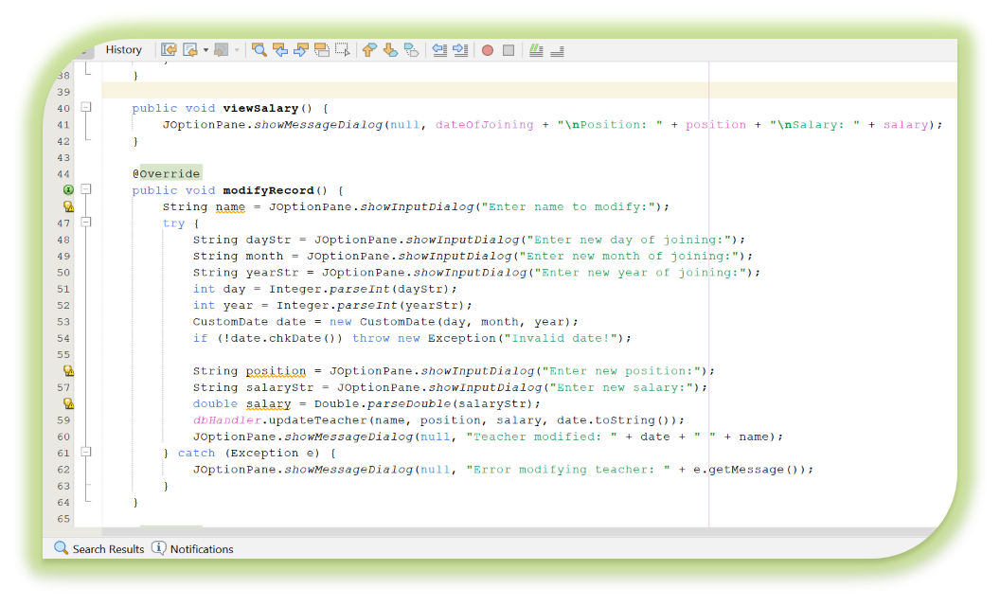 History
38 }
39
40 public void viewSalary() {
41 JOptionPane.showMessageDialog(null, dateOfJoining + "\nPosition: " + position + "\nSalary: " + salary);
42 }
43
44 @Override
public void modifyRecord() {
String name = JOptionPane.showInputDialog("Enter name to modify:");
47 try {
48 String dayStr = JOptionPane.showInputDialog("Enter new day of joining:");
49 String month = JOptionPane.showInputDialog("Enter new month of joining:");
50 String yearStr = JOptionPane.showInputDialog("Enter new year of joining:");
51 int day = Integer.parseInt(dayStr);
52 int year = Integer.parseInt(yearStr);
53 CustomDate date = new CustomDate(day, month, year);
54 if (!date.chkDate()) throw new Exception("Invalid date!");
55
String position = JOptionPane.showInputDialog("Enter new position:");
57 String salaryStr = JOptionPane.showInputDialog("Enter new salary:");
double salary = Double.parseDouble(salaryStr);
59 dbHandler.updateTeacher(name, position, salary, date.toString());
60 JOptionPane.showMessageDialog(null, "Teacher modified: " + date + " " + name);
61 } catch (Exception e) {
62 JOptionPane.showMessageDialog(null, "Error modifying teacher: " + e.getMessage());
63 }
64 }
65
Search Results Notifications